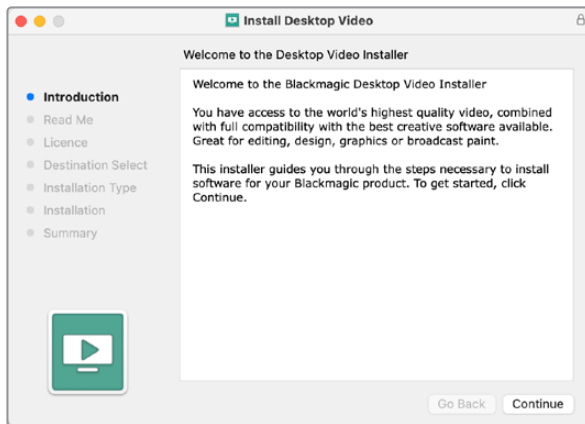 Install Desktop Video
Welcome to the Desktop Video Installer
Introduction
Read Me
Licence
Destination Select
Installation Type
Installation
Summary
Welcome to the Blackmagic Desktop Video Installer
You have access to the world's highest quality video, combined
with full compatibility with the best creative software available.
Great for editing, design, graphics or broadcast paint.
This installer guides you through the steps necessary to install
software for your Blackmagic product. To get started, click
Continue.
Go Back
Continue